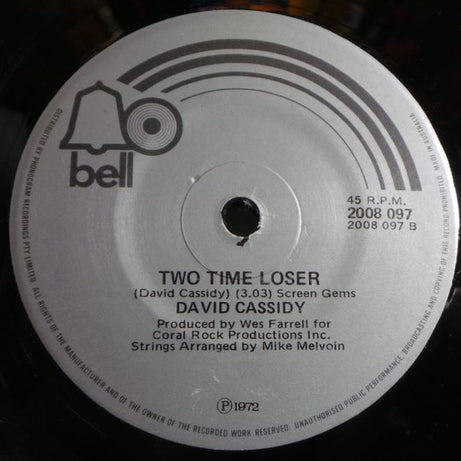 bell
45 R.P.M.
2008 097
2008 097 B
TWO TIME LOSER
(David Cassidy) (3.03) Screen Gems
DAVID CASSIDY
Produced by Wes Farrell for
Coral Rock Productions Inc.
Strings Arranged by Mike Melvoin
Ⓟ1972
DISTRIBUTED BY PHONOGRAM RECORDINGS PTY LIMITED. ALL RIGHTS OF THE MANUFACTURER AND OF THE OWNER OF THE RECORDED WORK RESERVED. UNAUTHORISED PUBLIC PERFORMANCE, BROADCASTING AND COPYING OF THIS RECORD PROHIBITED. MADE IN AUSTRALIA